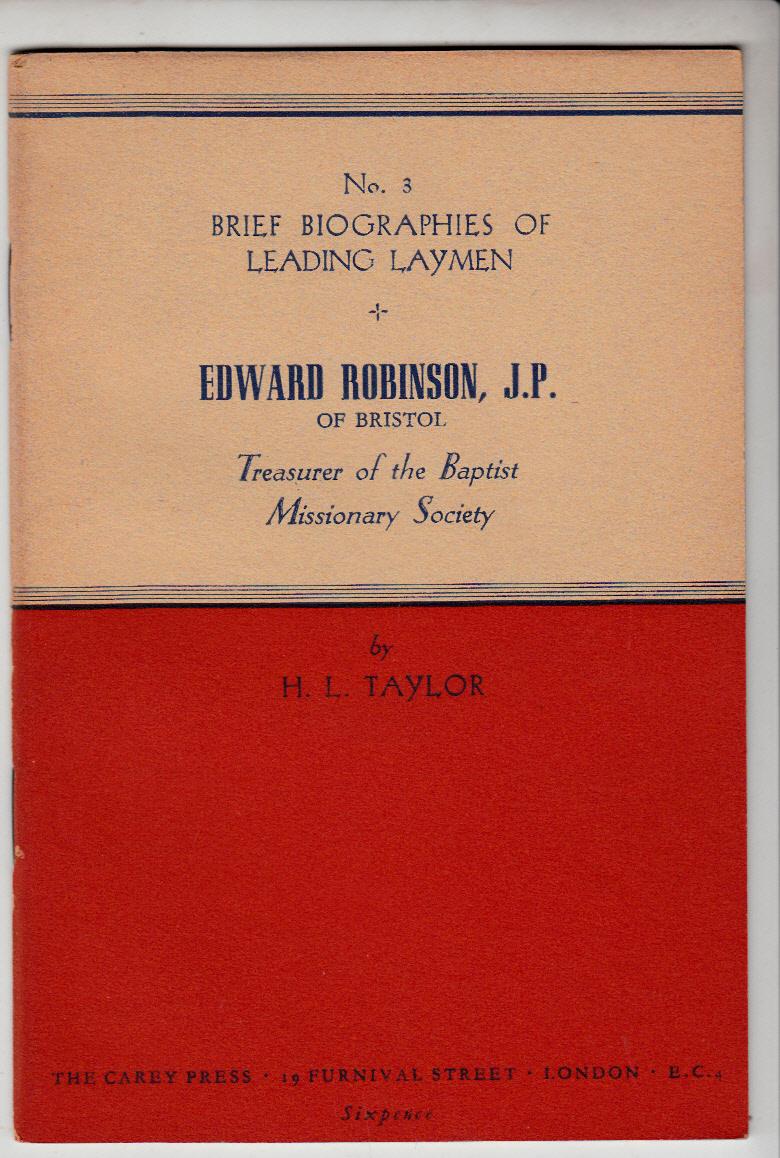 No. 3
BRIEF BIOGRAPHIES OF
LEADING LAYMEN
EDWARD ROBINSON, J.P.
OF BRISTOL
Treasurer of the Baptist
Missionary Society
by
H. L. TAYLOR
THE CAREY PRESS · 19 FURNIVAL STREET · LONDON · E.C.4
Sixpence